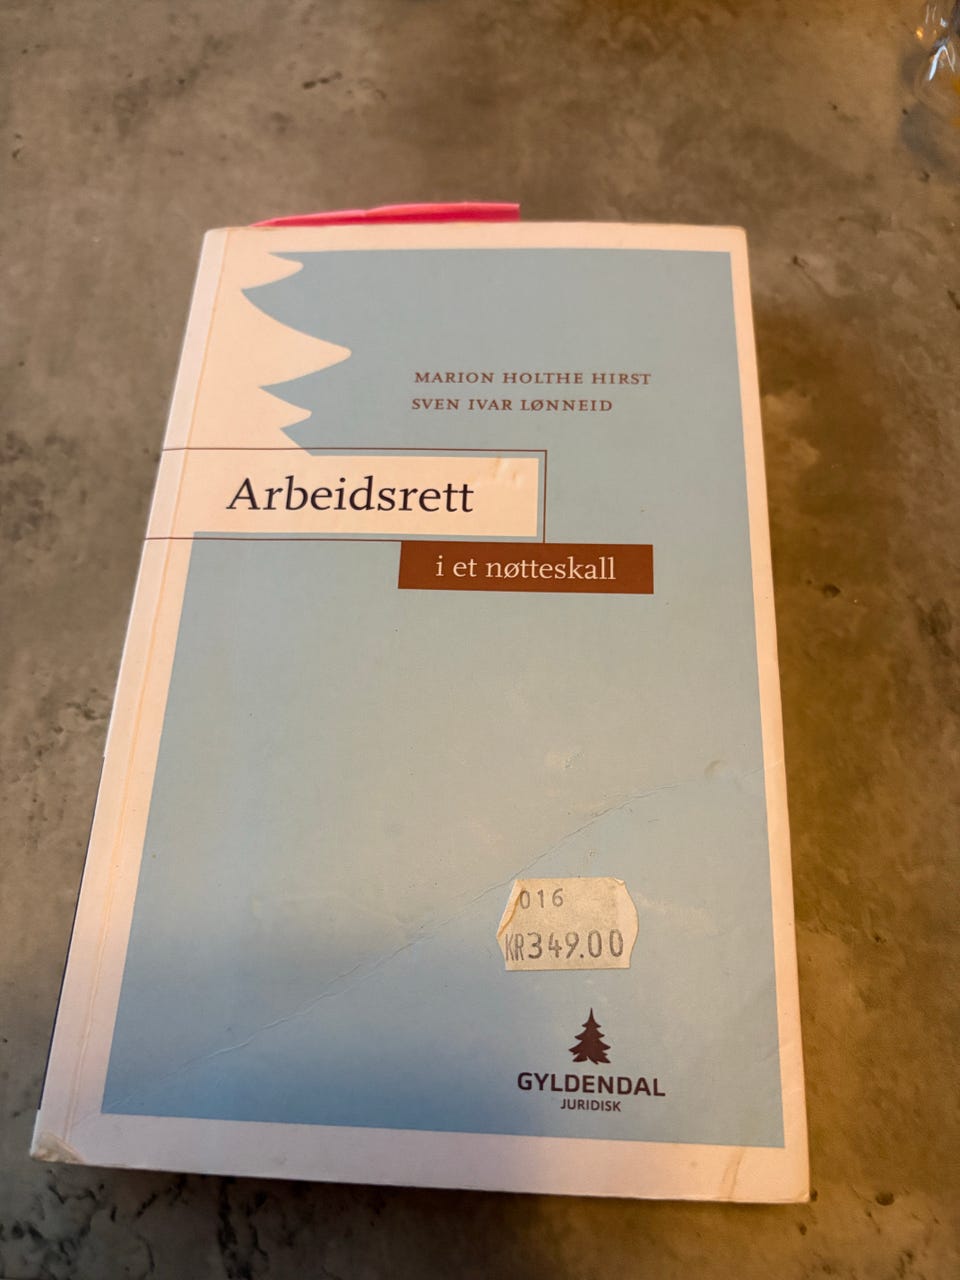 MARION HOLTHE HIRST
SVEN IVAR LØNNEID
Arbeidsrett
i et nøtteskall
016
KR349.00
GYLDENDAL
JURIDISK